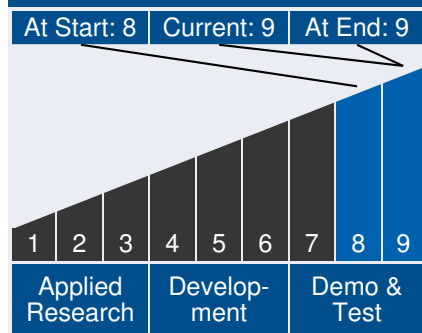 At Start: 8 Current: 9 At End: 9
1 2 3 4 5 6 7 8 9
Applied Develop- Demo &
Research ment Test